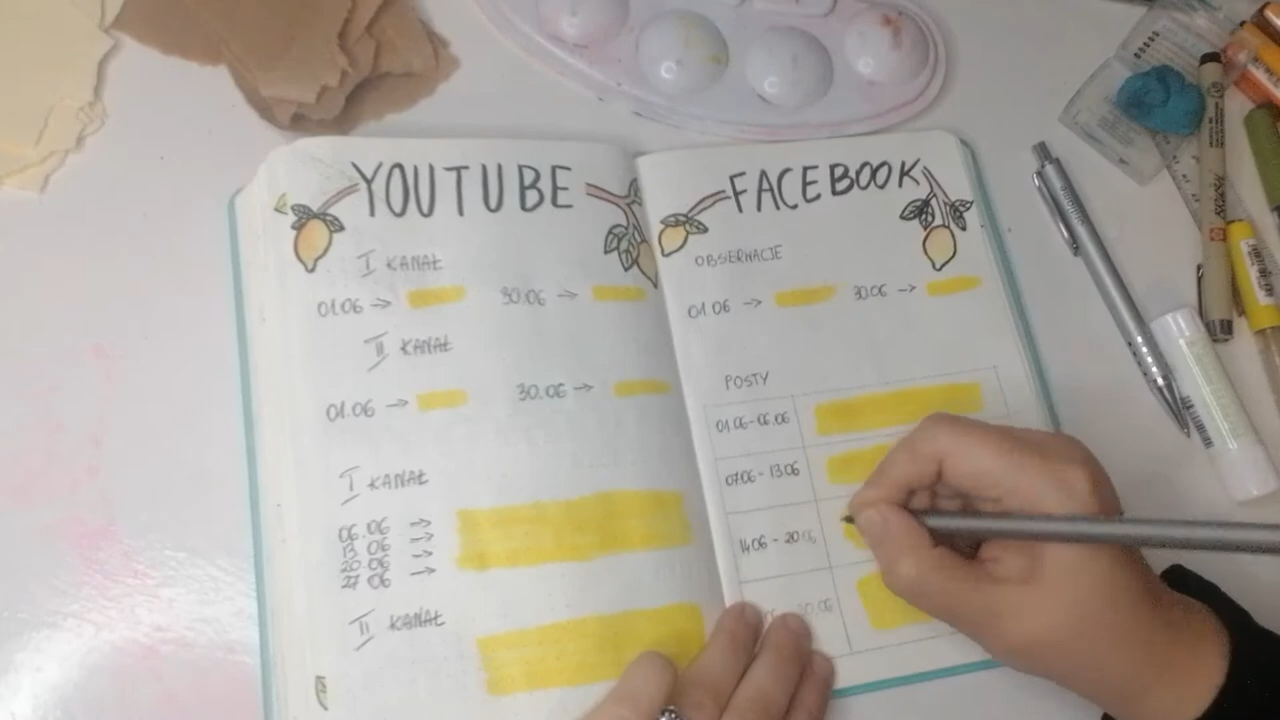 YOUTUBE
I KANAŁ
01.06 → 30.06 →
II KANAŁ
01.06 → 30.06 →
I KANAŁ
06.06 →
13 06 →
20.06 →
27 06 →
II KANAŁ
FACEBOOK
OBSERWACJE
01.06 → 30.06 →
POSTY
01.06-06.06
07.06 - 13.06
14.06 - 20.06
30.06